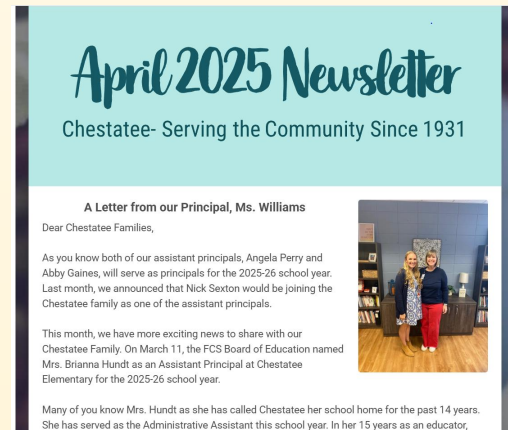 April 2025 Newsletter
Chestatee- Serving the Community Since 1931
A Letter from our Principal, Ms. Williams
Dear Chestatee Families,
As you know both of our assistant principals, Angela Perry and
Abby Gaines, will serve as principals for the 2025-26 school year.
Last month, we announced that Nick Sexton would be joining the
Chestatee family as one of the assistant principals.
This month, we have more exciting news to share with our
Chestatee Family. On March 11, the FCS Board of Education named
Mrs. Brianna Hundt as an Assistant Principal at Chestatee
Elementary for the 2025-26 school year.
Many of you know Mrs. Hundt as she has called Chestatee her school home for the past 14 years.
She has served as the Administrative Assistant this school year. In her 15 years as an educator,